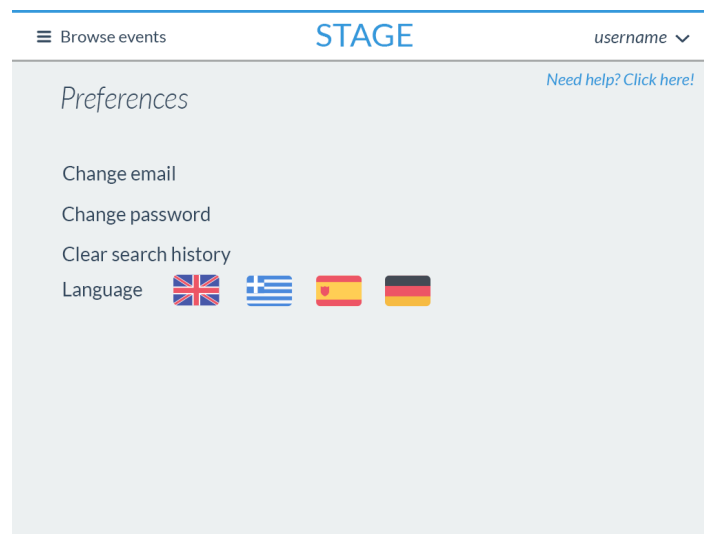 Browse events
STAGE
username
Need help? Click here!
Preferences
Change email
Change password
Clear search history
Language